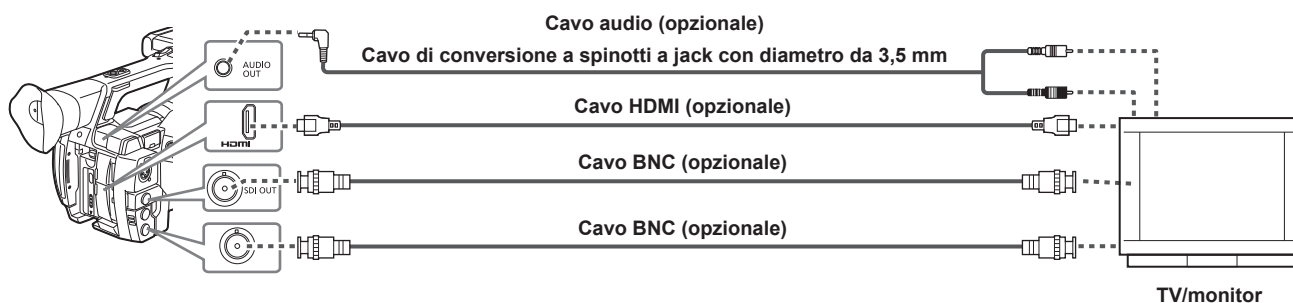 Cavo audio (opzionale)
Cavo di conversione a spinotti a jack con diametro da 3,5 mm
AUDIO
OUT
Cavo HDMI (opzionale)
HDMI
Cavo BNC (opzionale)
SDI OUT
Cavo BNC (opzionale)
TV/monitor